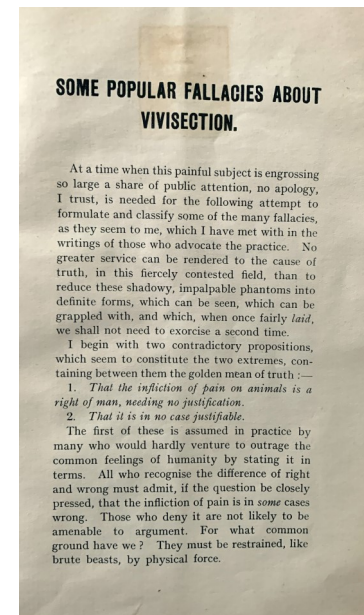 SOME POPULAR FALLACIES ABOUT
VIVISECTION.
At a time when this painful subject is engrossing
so large a share of public attention, no apology,
I trust, is needed for the following attempt to
formulate and classify some of the many fallacies,
as they seem to me, which I have met with in the
writings of those who advocate the practice. No
greater service can be rendered to the cause of
truth, in this fiercely contested field, than to
reduce these shadowy, impalpable phantoms into
definite forms, which can be seen, which can be
grappled with, and which, when once fairly laid,
we shall not need to exorcise a second time.
I begin with two contradictory propositions,
which seem to constitute the two extremes, con-
taining between them the golden mean of truth :—
1. That the infliction of pain on animals is a
right of man, needing no justification.
2. That it is in no case justifiable.
The first of these is assumed in practice by
many who would hardly venture to outrage the
common feelings of humanity by stating it in
terms. All who recognise the difference of right
and wrong must admit, if the question be closely
pressed, that the infliction of pain is in some cases
wrong. Those who deny it are not likely to be
amenable to argument. For what common
ground have we ? They must be restrained, like
brute beasts, by physical force.